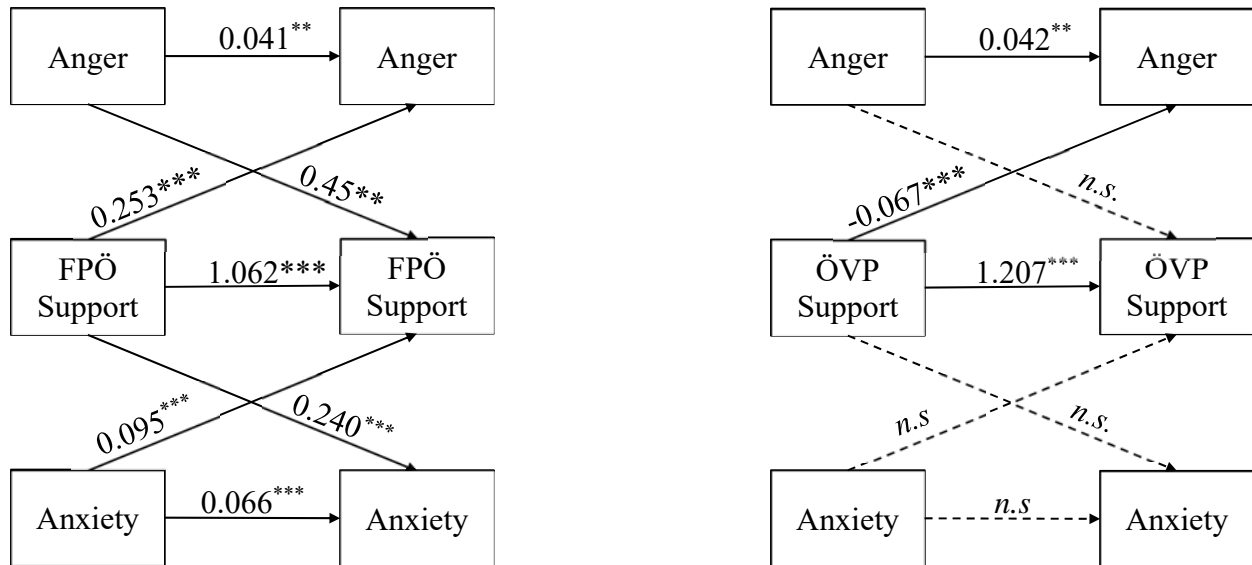 Anger 0.041** Anger
0.253*** 0.45**
FPÖ
Support
1.062***
FPÖ
Support
0.095*** 0.240***
Anxiety 0.066*** Anxiety
Anger 0.042** Anger
-0.067*** n.s.
ÖVP
Support
1.207***
ÖVP
Support
n.s n.s.
Anxiety n.s Anxiety